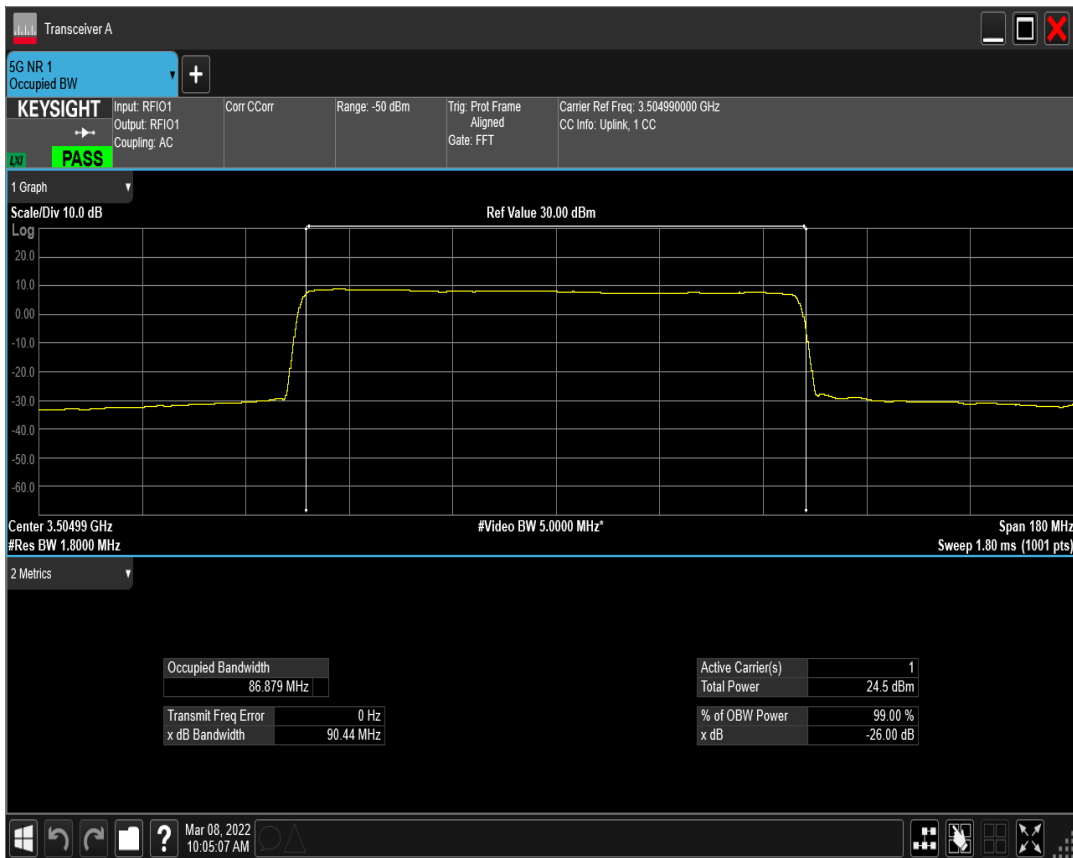 Transceiver A
5G NR 1
Occupied BW
+
KEYSIGHT
LXI
PASS
Input: RFIO1
Output: RFIO1
Coupling: AC
Corr CCorr
Range: -50 dBm
Trig: Prot Frame
Aligned
Gate: FFT
Carrier Ref Freq: 3.504990000 GHz
CC Info: Uplink, 1 CC
1 Graph
Scale/Div 10.0 dB
Ref Value 30.00 dBm
Log
20.0
10.0
0.00
-10.0
-20.0
-30.0
-40.0
-50.0
-60.0
Center 3.50499 GHz
#Video BW 5.0000 MHz*
Span 180 MHz
#Res BW 1.8000 MHz
Sweep 1.80 ms (1001 pts)
2 Metrics
Occupied Bandwidth
86.879 MHz
Active Carrier(s) 1
Total Power 24.5 dBm
Transmit Freq Error 0 Hz
x dB Bandwidth 90.44 MHz
% of OBW Power 99.00 %
x dB -26.00 dB
?
Mar 08, 2022
10:05:07 AM